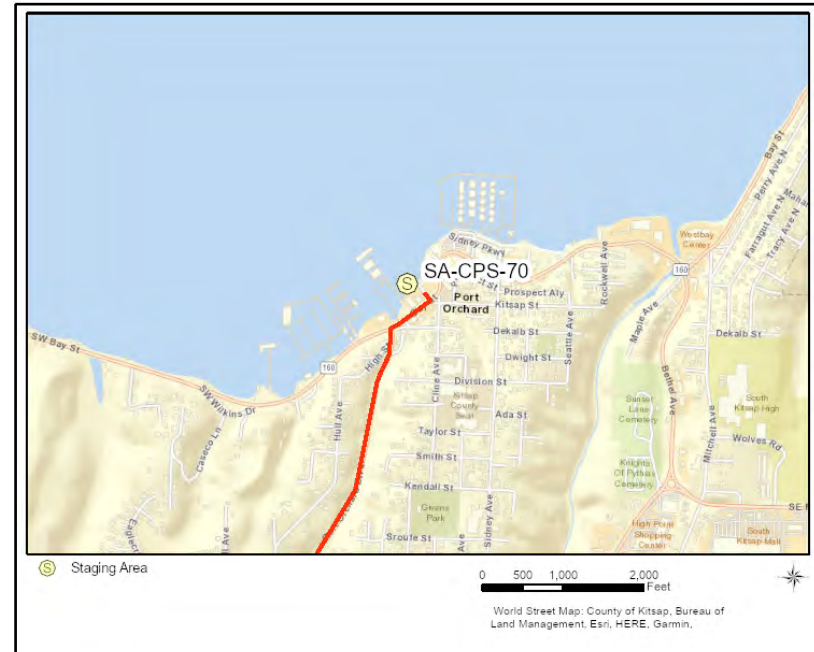 Bay St
Perry Ave N
Mahan
Farragut Ave N
Tracy Ave N
Westbay
Center
Sidney Pkwy
Rockwell Ave
160
SA-CPS-70
S
Prospect Aly
Port
Orchard
Kitsap St
Maple Ave
SW Bay St
Dekalb St
Dekalb St
High St
Seattle Ave
Dwight St
160
Bethel Ave
SW Wilkins Dr
Division St
Cline Ave
Kitsap
County
Seat
Sunset
Lane
Cemetery
South
Kitsap High
Hull Ave
Ada St
Mitchell Ave
Caseco Ln
Taylor St
Wolves Rd
Smith St
Knights
Of Pythias
Cemetery
Kendall St
SE
Givens
Park
Sidney Ave
High Point
Shopping
Center
South
Kitsap Mall
Sroufe St
Ave
S Staging Area
0 500 1,000 2,000
Feet
World Street Map: County of Kitsap, Bureau of
Land Management, Esri, HERE, Garmin,